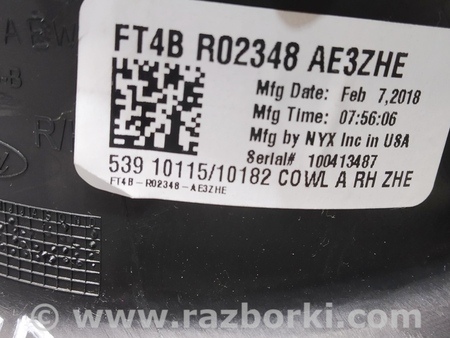 FT4B R02348 AE3ZHE
Mfg Date: Feb 7,2018
Mfg Time: 07:56:06
Mfg by NYX Inc in USA
Serial# 100413487
539 10115/10182 COWL A RH ZHE
FT4B-R02348-AE3ZHE
© www.razborki.com